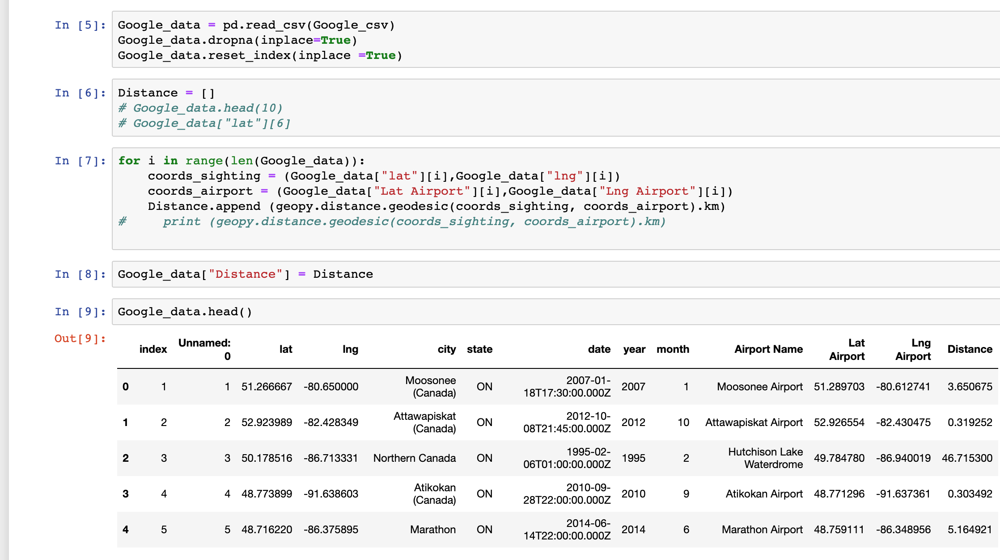 In [5]:
Google_data = pd.read_csv(Google_csv)
Google_data.dropna(inplace=True)
Google_data.reset_index(inplace =True)
In [6]:
Distance = []
# Google_data.head(10)
# Google_data["lat"][6]
In [7]:
for i in range(len(Google_data)):
    coords_sighting = (Google_data["lat"][i],Google_data["lng"][i])
    coords_airport = (Google_data["Lat Airport"][i],Google_data["Lng Airport"][i])
    Distance.append (geopy.distance.geodesic(coords_sighting, coords_airport).km)
#     print (geopy.distance.geodesic(coords_sighting, coords_airport).km)
In [8]:
Google_data["Distance"] = Distance
In [9]:
Google_data.head()
Out[9]:
index Unnamed: 0 lat lng city state date year month Airport Name Lat Airport Lng Airport Distance
0 1 1 51.266667 -80.650000 Moosonee (Canada) ON 2007-01-18T17:30:00.000Z 2007 1 Moosonee Airport 51.289703 -80.612741 3.650675
1 2 2 52.923989 -82.428349 Attawapiskat (Canada) ON 2012-10-08T21:45:00.000Z 2012 10 Attawapiskat Airport 52.926554 -82.430475 0.319252
2 3 3 50.178516 -86.713331 Northern Canada ON 1995-02-06T01:00:00.000Z 1995 2 Hutchison Lake Waterdrome 49.784780 -86.940019 46.715300
3 4 4 48.773899 -91.638603 Atikokan (Canada) ON 2010-09-28T22:00:00.000Z 2010 9 Atikokan Airport 48.771296 -91.637361 0.303492
4 5 5 48.716220 -86.375895 Marathon ON 2014-06-14T22:00:00.000Z 2014 6 Marathon Airport 48.759111 -86.348956 5.164921